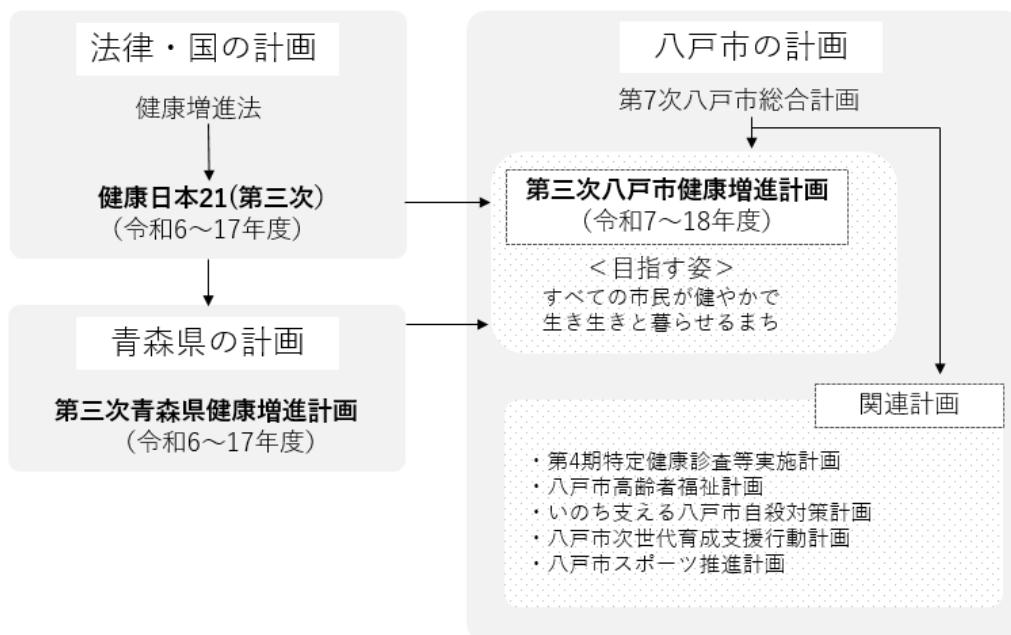 法律・国の計画
健康増進法
健康日本21(第三次)
（令和6～17年度）
青森県の計画
第三次青森県健康増進計画
（令和6～17年度）
八戸市の計画
第7次八戸市総合計画
第三次八戸市健康増進計画
（令和7～18年度）
＜目指す姿＞
すべての市民が健やかで
生き生きと暮らせるまち
関連計画
・第4期特定健康診査等実施計画
・八戸市高齢者福祉計画
・いのち支える八戸市自殺対策計画
・八戸市次世代育成支援行動計画
・八戸市スポーツ推進計画